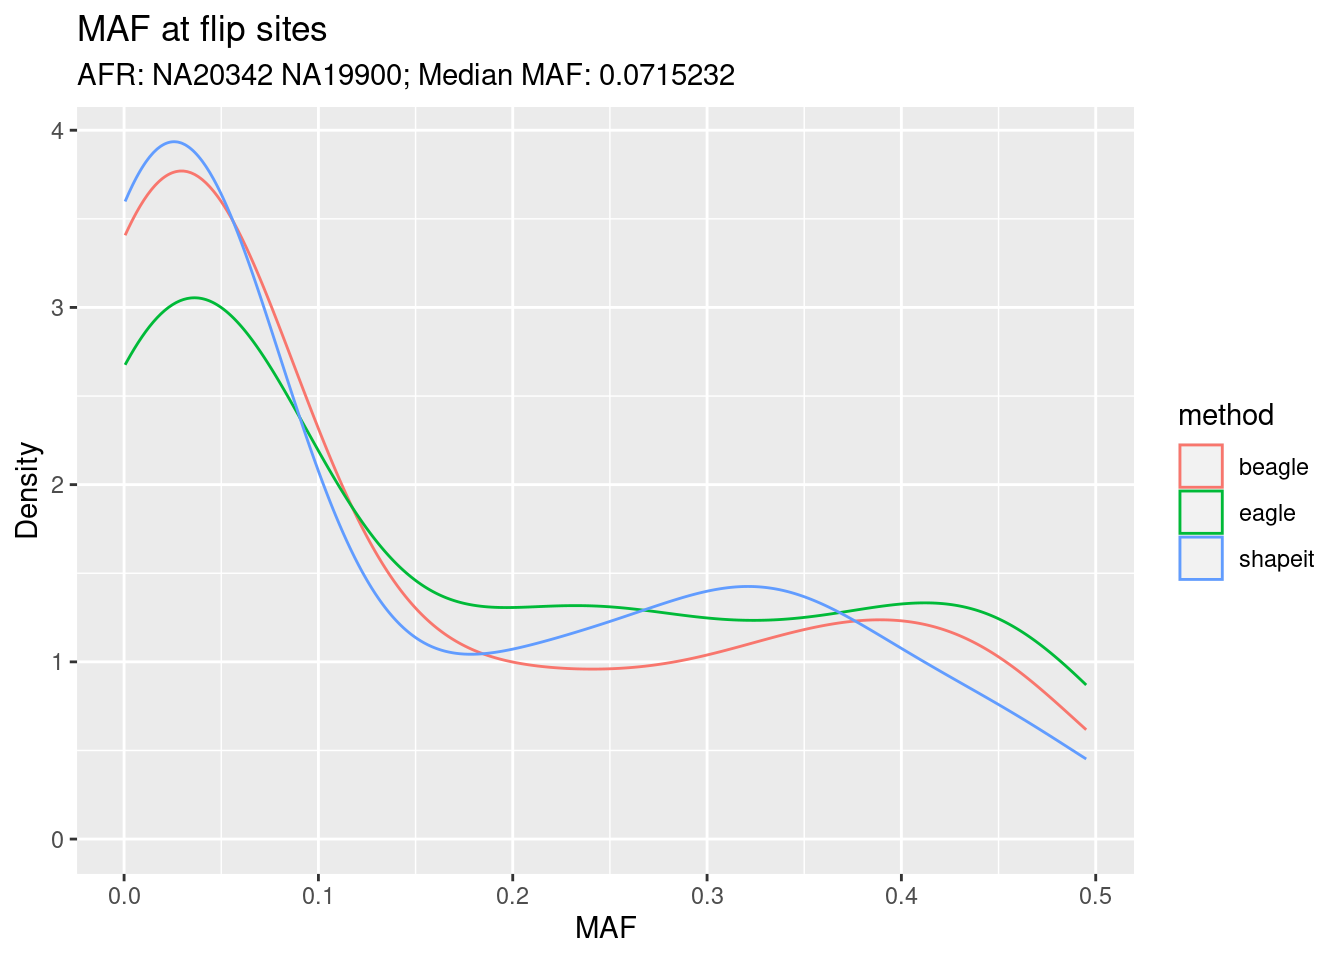 MAF at flip sites
AFR: NA20342 NA19900; Median MAF: 0.0715232
4
3
2
1
0
Density
0.0 0.1 0.2 0.3 0.4 0.5
MAF
method
beagle
eagle
shapeit